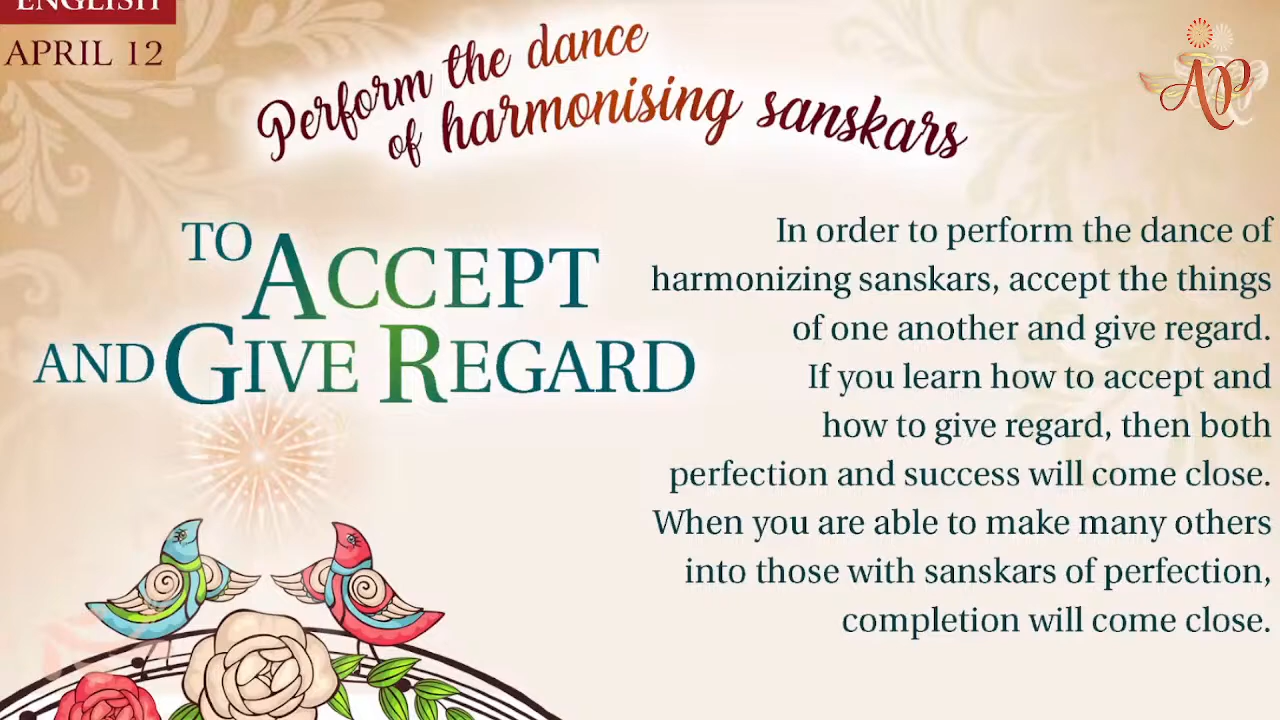 ENGLISH
APRIL 12
Perform the dance
of harmonising sanskars
AP
TO ACCEPT
AND GIVE REGARD
In order to perform the dance of
harmonizing sanskars, accept the things
of one another and give regard.
If you learn how to accept and
how to give regard, then both
perfection and success will come close.
When you are able to make many others
into those with sanskars of perfection,
completion will come close.